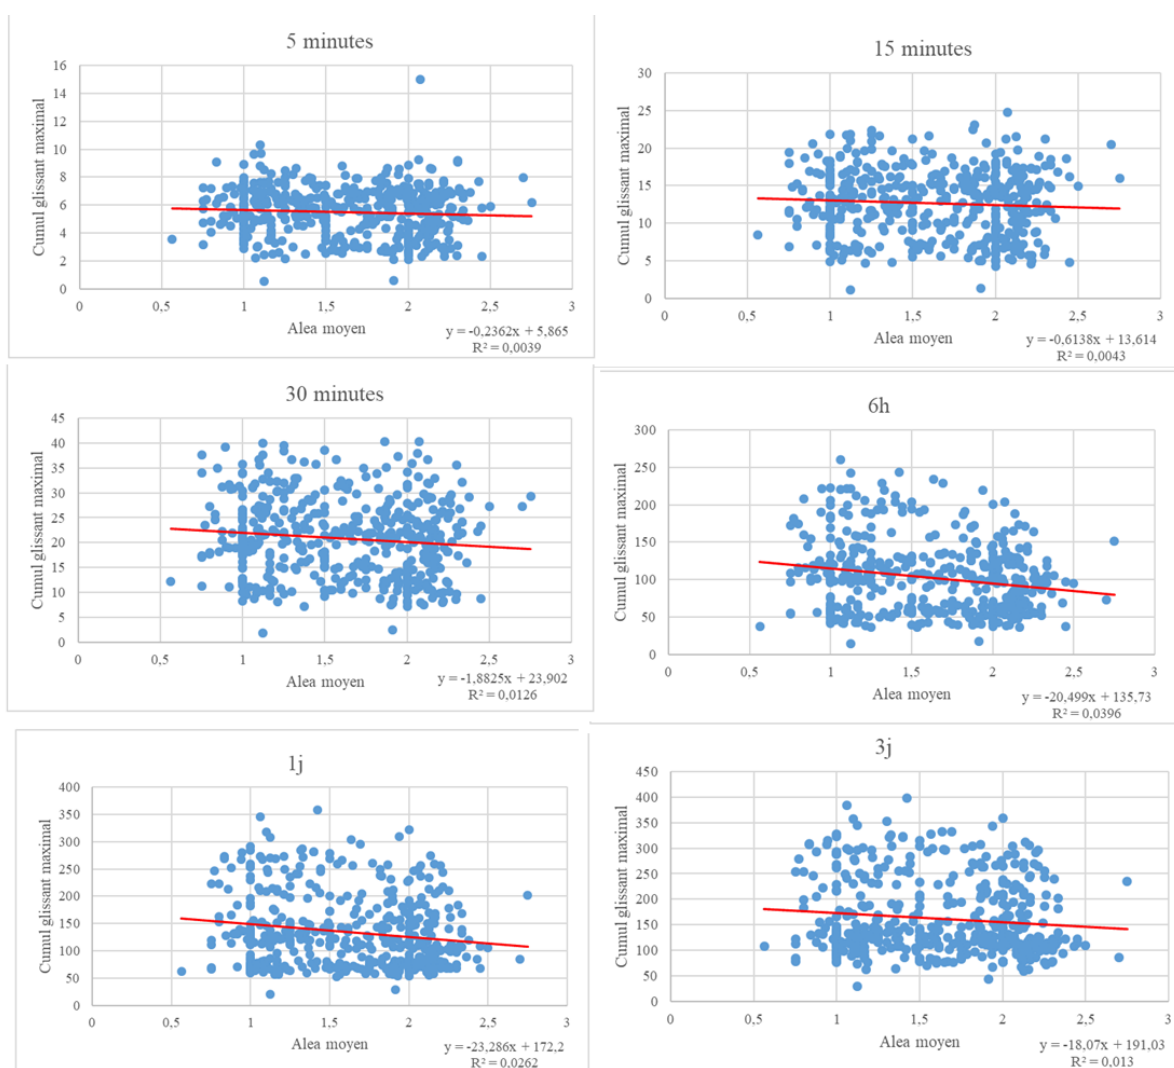 5 minutes
Cumul glissant maximal
16
14
12
10
8
6
4
2
0
0 0,5 1 1,5 2 2,5 3
Alea moyen
y = -0,2362x + 5,865
R² = 0,0039
15 minutes
Cumul glissant maximal
30
25
20
15
10
5
0
0 0,5 1 1,5 2 2,5 3
Alea moyen
y = -0,6138x + 13,614
R² = 0,0043
30 minutes
Cumul glissant maximal
45
40
35
30
25
20
15
10
5
0
0 0,5 1 1,5 2 2,5 3
Alea moyen
y = -1,8825x + 23,902
R² = 0,0126
6h
Cumul glissant maximal
300
250
200
150
100
50
0
0 0,5 1 1,5 2 2,5 3
Alea moyen
y = -20,499x + 135,73
R² = 0,0396
1j
Cumul glissant maximal
400
350
300
250
200
150
100
50
0
0 0,5 1 1,5 2 2,5 3
Alea moyen
y = -23,286x + 172,2
R² = 0,0262
3j
Cumul glissant maximal
450
400
350
300
250
200
150
100
50
0
0 0,5 1 1,5 2 2,5 3
Alea moyen
y = -18,07x + 191,03
R² = 0,013